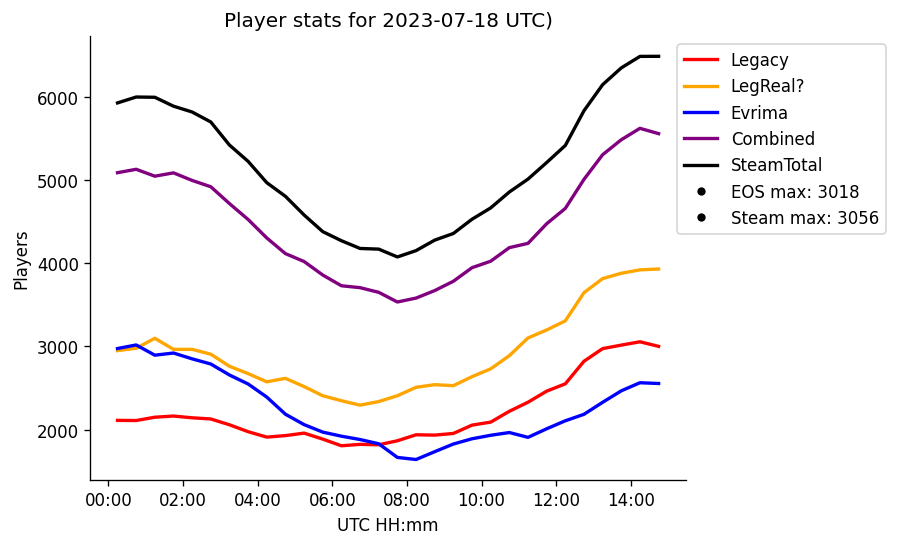 Player stats for 2023-07-18 UTC)
Legacy
LegReal?
Evrima
Combined
SteamTotal
EOS max: 3018
Steam max: 3056
Players
6000
5000
4000
3000
2000
00:00 02:00 04:00 06:00 08:00 10:00 12:00 14:00
UTC HH:mm